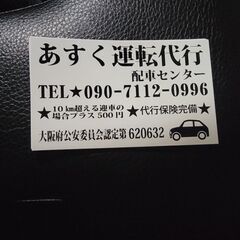 あすく運転代行
配車センター
TEL★090-7112-0996
★10km超える迎車の場合プラス500円★
★代行保険完備★
大阪府公安委員会認定第620632